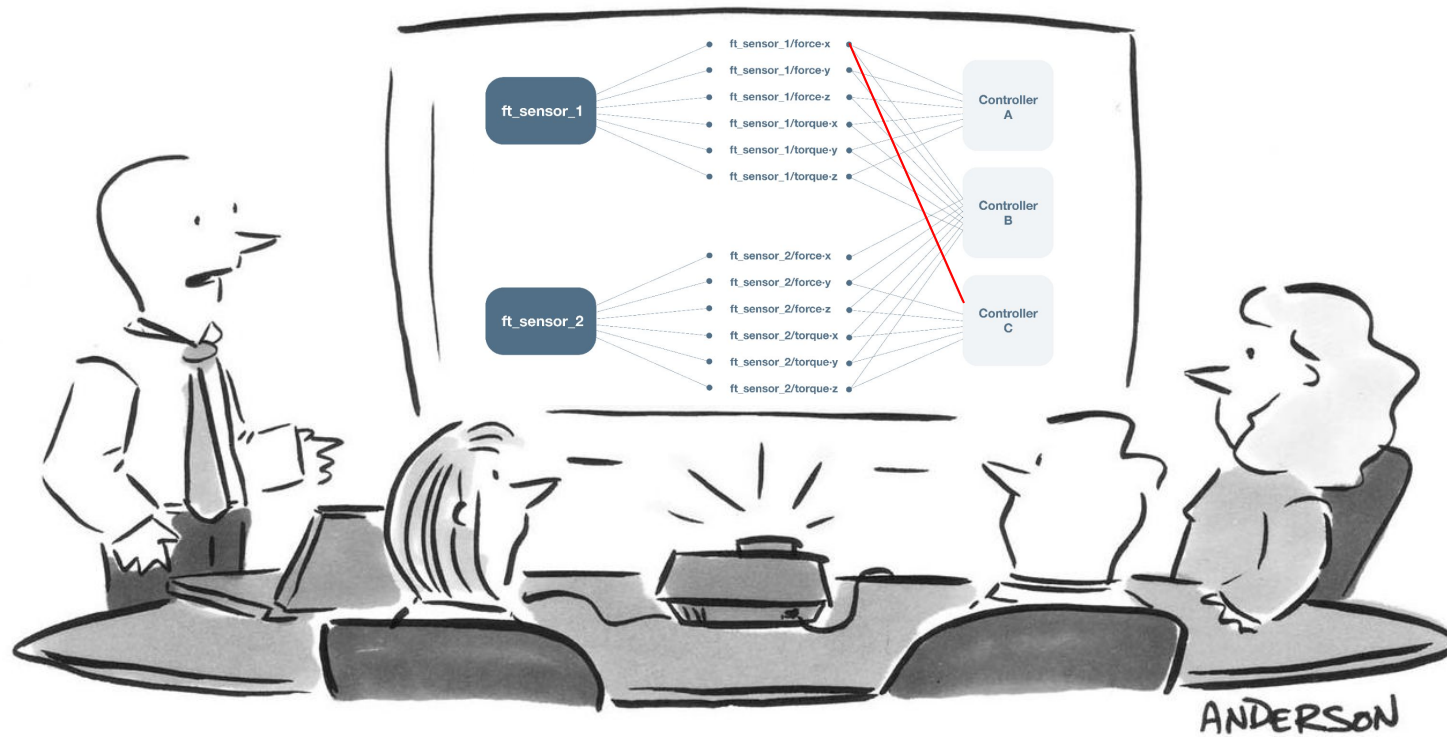 ft_sensor_1
ft_sensor_1/force·x
ft_sensor_1/force·y
ft_sensor_1/force·z
ft_sensor_1/torque·x
ft_sensor_1/torque·y
ft_sensor_1/torque·z
ft_sensor_2
ft_sensor_2/force·x
ft_sensor_2/force·y
ft_sensor_2/force·z
ft_sensor_2/torque·x
ft_sensor_2/torque·y
ft_sensor_2/torque·z
Controller
A
Controller
B
Controller
C
ANDERSON